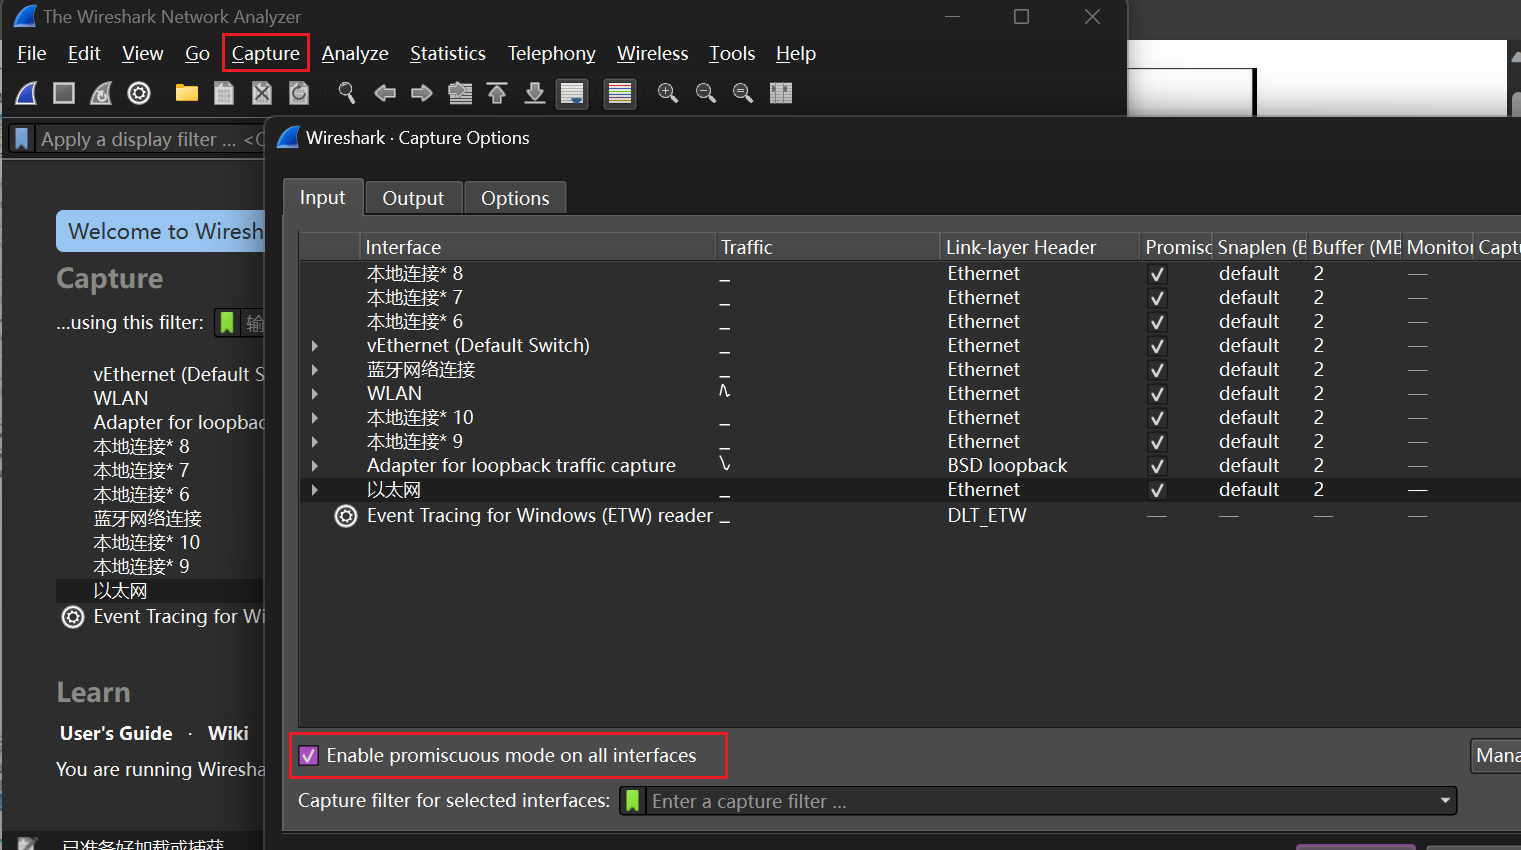 The Wireshark Network Analyzer
File Edit View Go Capture Analyze Statistics Telephony Wireless Tools Help
Apply a display filter ... <C
Wireshark · Capture Options
Input Output Options
Welcome to Wiresh
Capture
...using this filter: 输
vEthernet (Default S
WLAN
Adapter for loopbac
本地连接* 8
本地连接* 7
本地连接* 6
蓝牙网络连接
本地连接* 10
本地连接* 9
以太网
Event Tracing for Wi
Learn
User's Guide · Wiki
You are running Wiresha
已准备好加载或捕获
Interface Traffic Link-layer Header Promisc Snaplen (B Buffer (MB Monitor Captu
本地连接* 8 Ethernet default 2 —
本地连接* 7 Ethernet default 2 —
本地连接* 6 Ethernet default 2 —
vEthernet (Default Switch) Ethernet default 2 —
蓝牙网络连接 Ethernet default 2 —
WLAN Ethernet default 2 —
本地连接* 10 Ethernet default 2 —
本地连接* 9 Ethernet default 2 —
Adapter for loopback traffic capture BSD loopback default 2 —
以太网 Ethernet default 2 —
Event Tracing for Windows (ETW) reader DLT_ETW — — — —
Enable promiscuous mode on all interfaces
Mana
Capture filter for selected interfaces: Enter a capture filter ...